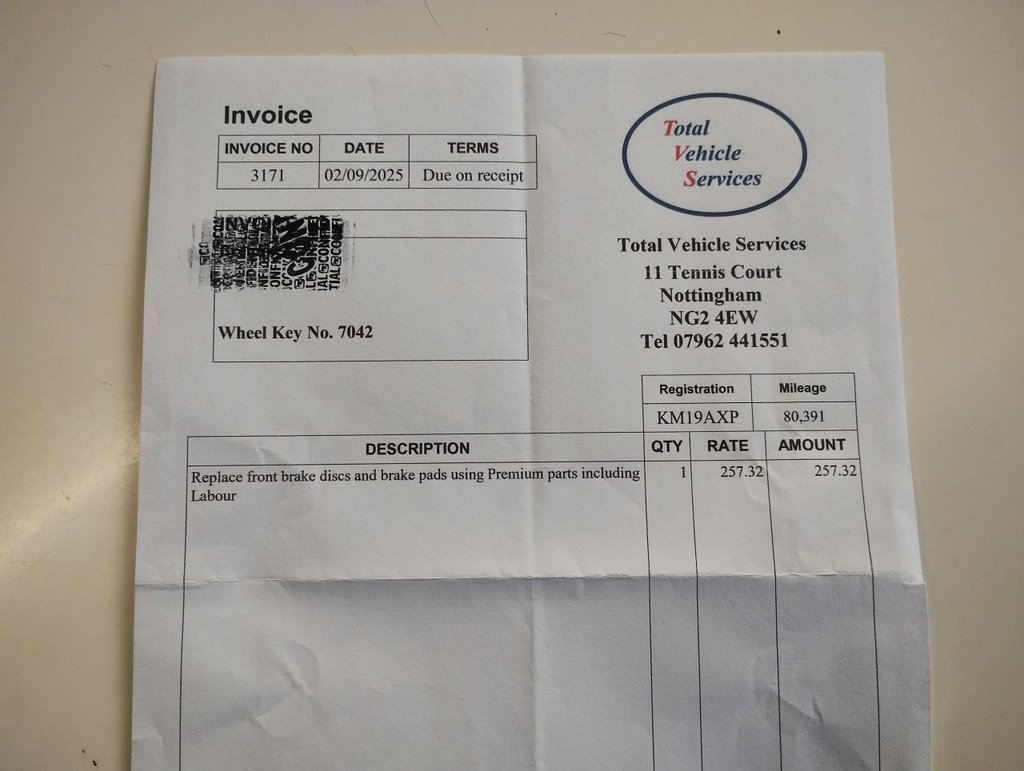 Invoice
INVOICE NO DATE TERMS
3171 02/09/2025 Due on receipt
Total
Vehicle
Services
Total Vehicle Services
11 Tennis Court
Nottingham
NG2 4EW
Tel 07962 441551
Wheel Key No. 7042
Registration Mileage
KM19AXP 80,391
DESCRIPTION QTY RATE AMOUNT
Replace front brake discs and brake pads using Premium parts including 1 257.32 257.32
Labour